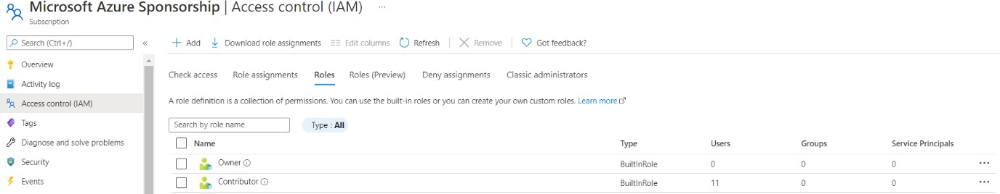 Microsoft Azure Sponsorship | Access control (IAM) ...
Subscription
Search (Ctrl+/) «
Add Download role assignments Edit columns Refresh Remove Got feedback?
Overview
Activity log
Access control (IAM)
Tags
Diagnose and solve problems
Security
Events
Check access Role assignments Roles Roles (Preview) Deny assignments Classic administrators
A role definition is a collection of permissions. You can use the built-in roles or you can create your own custom roles. Learn more
Search by role name Type : All
Name Type Users Groups Service Principals
Owner BuiltInRole 0 0 0 ...
Contributor BuiltInRole 11 0 0 ...